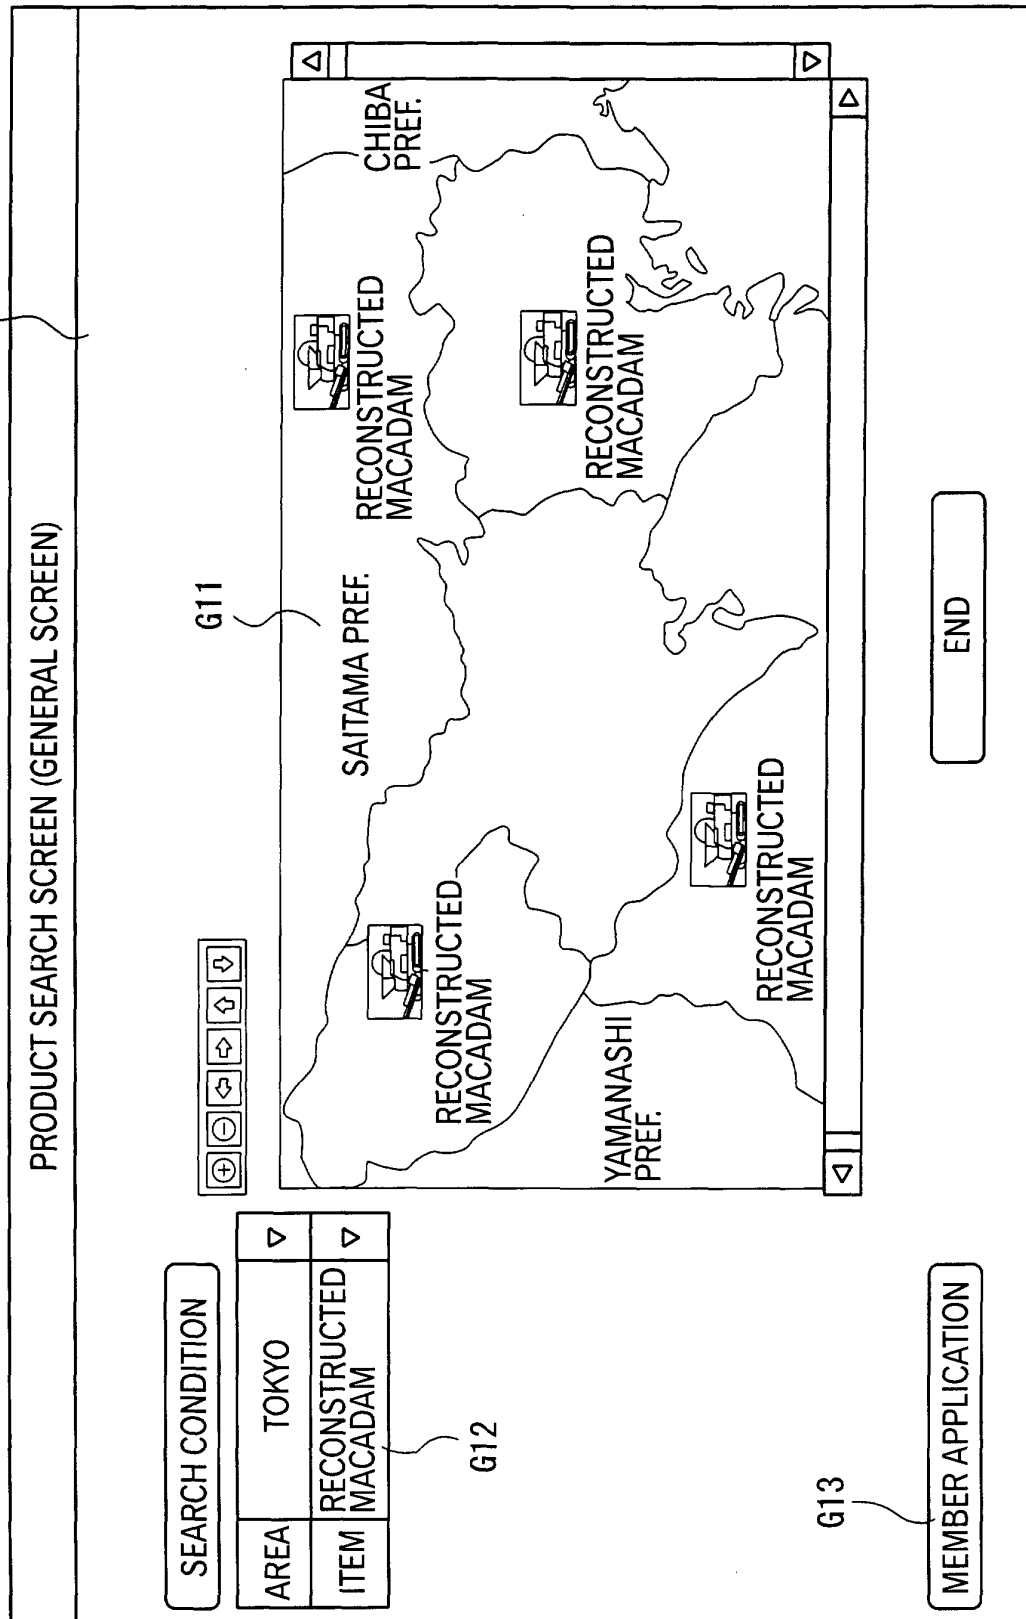 PRODUCT SEARCH SCREEN (GENERAL SCREEN)
SEARCH CONDITION
AREA
TOKYO
ITEM
RECONSTRUCTED
MACADAM
G12
G11
SAITAMA PREF.
CHIBA
PREF.
RECONSTRUCTED
MACADAM
RECONSTRUCTED
MACADAM
RECONSTRUCTED
MACADAM
RECONSTRUCTED
MACADAM
YAMANASHI
PREF.
G13
MEMBER APPLICATION
END